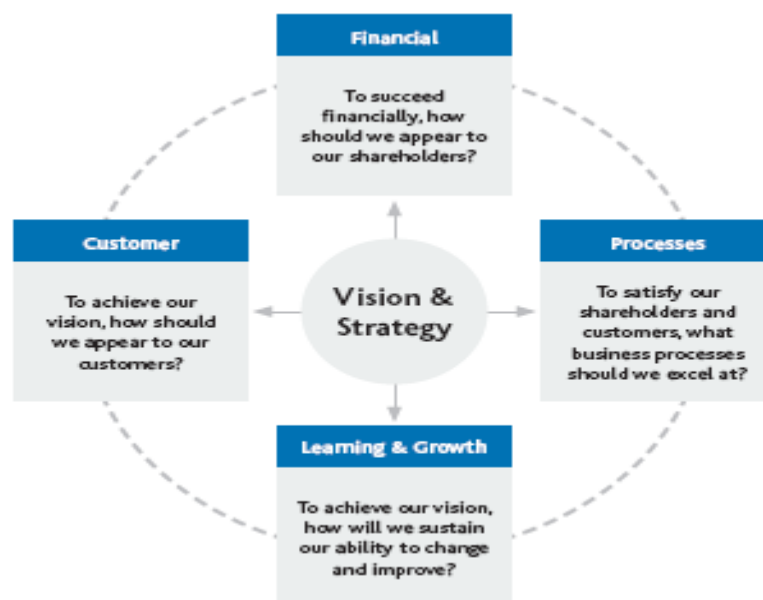 Financial
To succeed
financially, how
should we appear to
our shareholders?
Customer
To achieve our
vision, how should
we appear to our
customers?
Vision &
Strategy
Processes
To satisfy our
shareholders and
customers, what
business processes
should we excel at?
Learning & Growth
To achieve our vision,
how will we sustain
our ability to change
and improve?